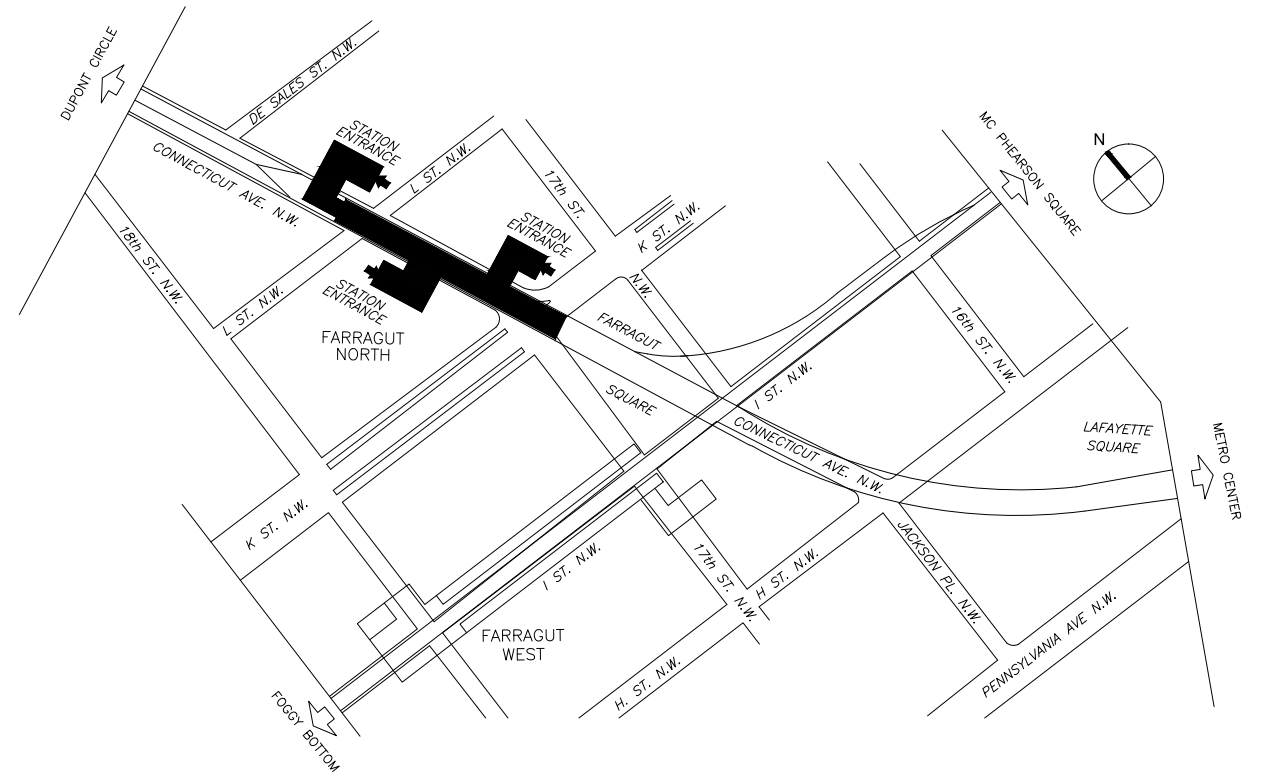 DUPONT CIRCLE
DE SALES ST. N.W.
STATION
ENTRANCE
CONNECTICUT AVE. N.W.
L ST. N.W.
17th ST.
N.W.
MC PHEARSON SQUARE
N
K ST. N.W.
STATION
ENTRANCE
18th ST. N.W.
STATION
ENTRANCE
L ST. N.W.
FARRAGUT
NORTH
FARRAGUT
SQUARE
16th ST. N.W.
I ST. N.W.
CONNECTICUT AVE. N.W.
LAFAYETTE
SQUARE
METRO CENTER
K ST. N.W.
I ST. N.W.
17th ST. N.W.
H ST. N.W.
JACKSON PL. N.W.
FARRAGUT
WEST
H. ST. N.W.
PENNSYLVANIA AVE N.W.
FOGGY BOTTOM